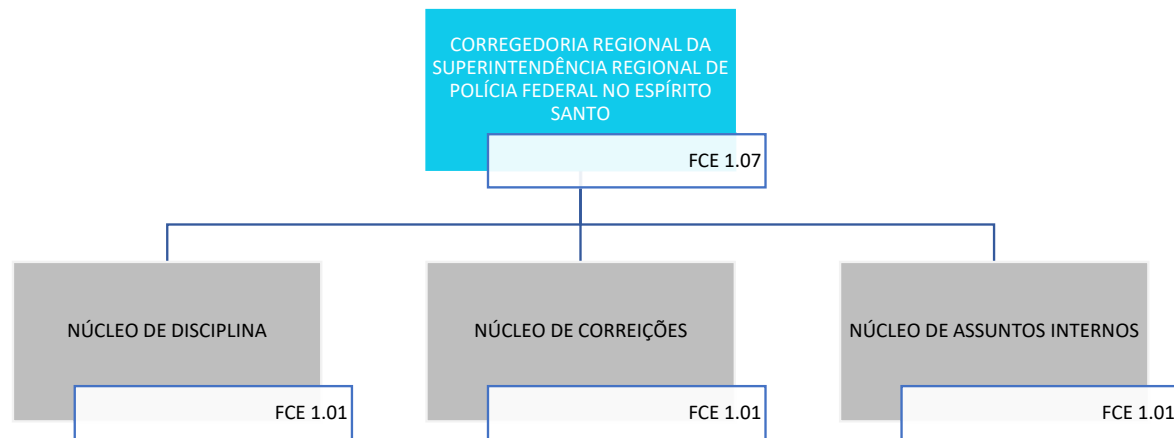 CORREGEDORIA REGIONAL DA
SUPERINTENDÊNCIA REGIONAL DE
POLÍCIA FEDERAL NO ESPÍRITO
SANTO
FCE 1.07
NÚCLEO DE DISCIPLINA
FCE 1.01
NÚCLEO DE CORREIÇÕES
FCE 1.01
NÚCLEO DE ASSUNTOS INTERNOS
FCE 1.01